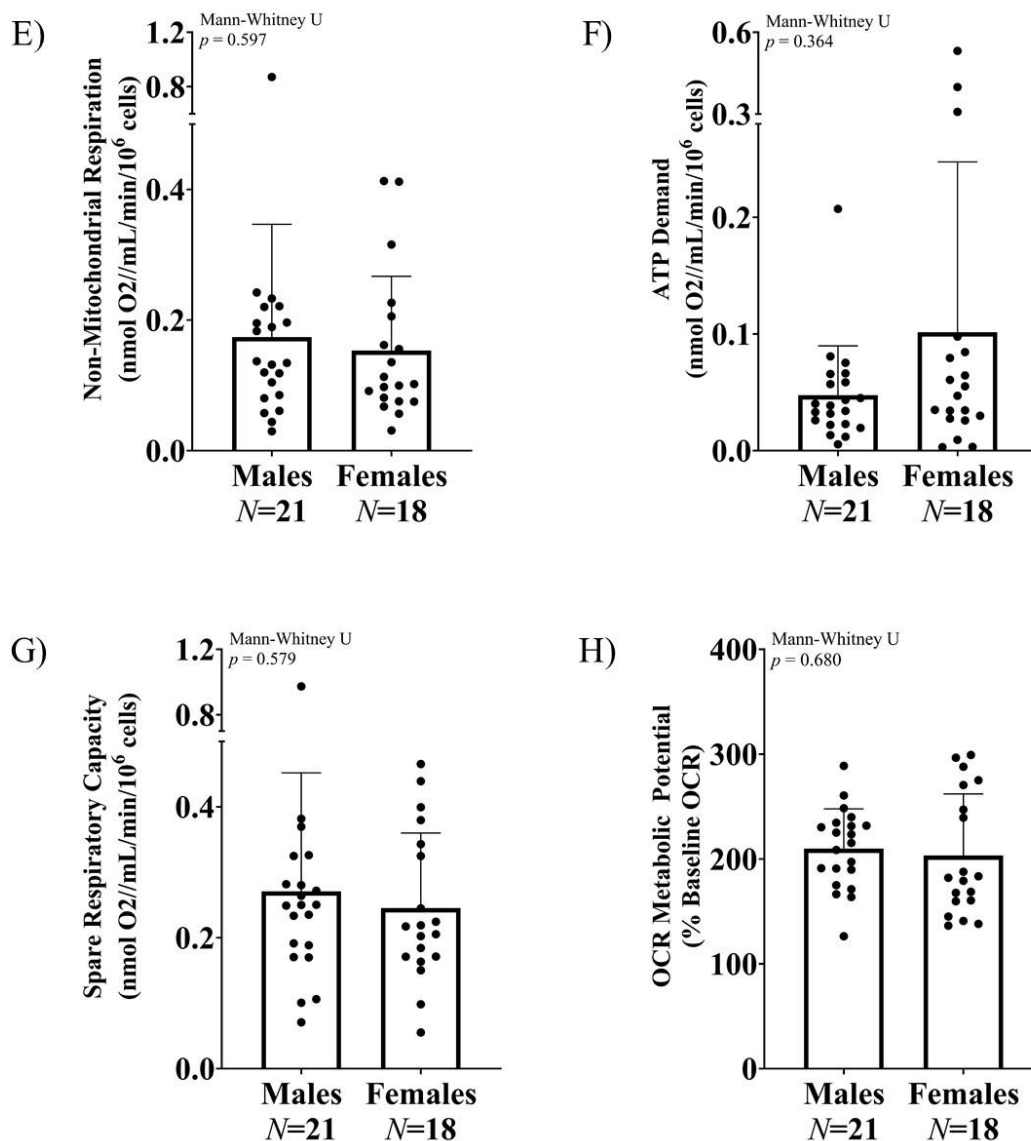 E)
Mann-Whitney U
p = 0.597
Non-Mitochondrial Respiration
(nmol O2//mL/min/10^6 cells)
1.2
0.8
0.4
0.2
0.0
Males
Females
N=21
N=18
F)
Mann-Whitney U
p = 0.364
ATP Demand
(nmol O2//mL/min/10^6 cells)
0.6
0.3
0.2
0.1
0.0
Males
Females
N=21
N=18
G)
Mann-Whitney U
p = 0.579
Spare Respiratory Capacity
(nmol O2//mL/min/10^6 cells)
1.2
0.8
0.4
0.2
0.0
Males
Females
N=21
N=18
H)
Mann-Whitney U
p = 0.680
OCR Metabolic Potential
(% Baseline OCR)
400
300
200
100
0
Males
Females
N=21
N=18